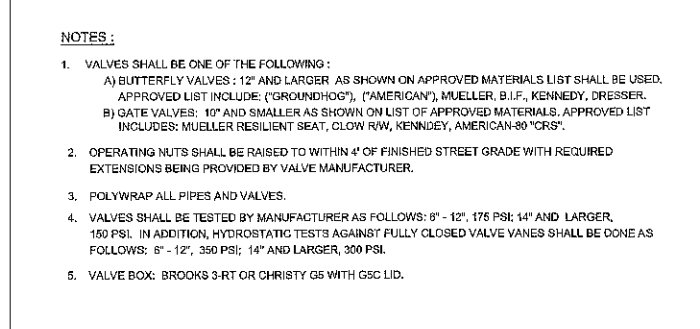 NOTES :
1. VALVES SHALL BE ONE OF THE FOLLOWING :
A) BUTTERFLY VALVES : 12" AND LARGER AS SHOWN ON APPROVED MATERIALS LIST SHALL BE USED.
APPROVED LIST INCLUDE: ("GROUNDHOG"), ("AMERICAN"), MUELLER, B.I.F., KENNEDY, DRESSER.
B) GATE VALVES; 10" AND SMALLER AS SHOWN ON LIST OF APPROVED MATERIALS. APPROVED LIST
INCLUDES: MUELLER RESILIENT SEAT, CLOW R/W, KENNDEY, AMERICAN-80 "CRS".
2. OPERATING NUTS SHALL BE RAISED TO WITHIN 4' OF FINISHED STREET GRADE WITH REQUIRED
EXTENSIONS BEING PROVIDED BY VALVE MANUFACTURER.
3. POLYWRAP ALL PIPES AND VALVES.
4. VALVES SHALL BE TESTED BY MANUFACTURER AS FOLLOWS: 6" - 12", 175 PSI; 14" AND LARGER,
150 PSI. IN ADDITION, HYDROSTATIC TESTS AGAINST FULLY CLOSED VALVE VANES SHALL BE DONE AS
FOLLOWS: 6" - 12", 350 PSI; 14" AND LARGER, 300 PSI.
5. VALVE BOX: BROOKS 3-RT OR CHRISTY G5 WITH G5C LID.